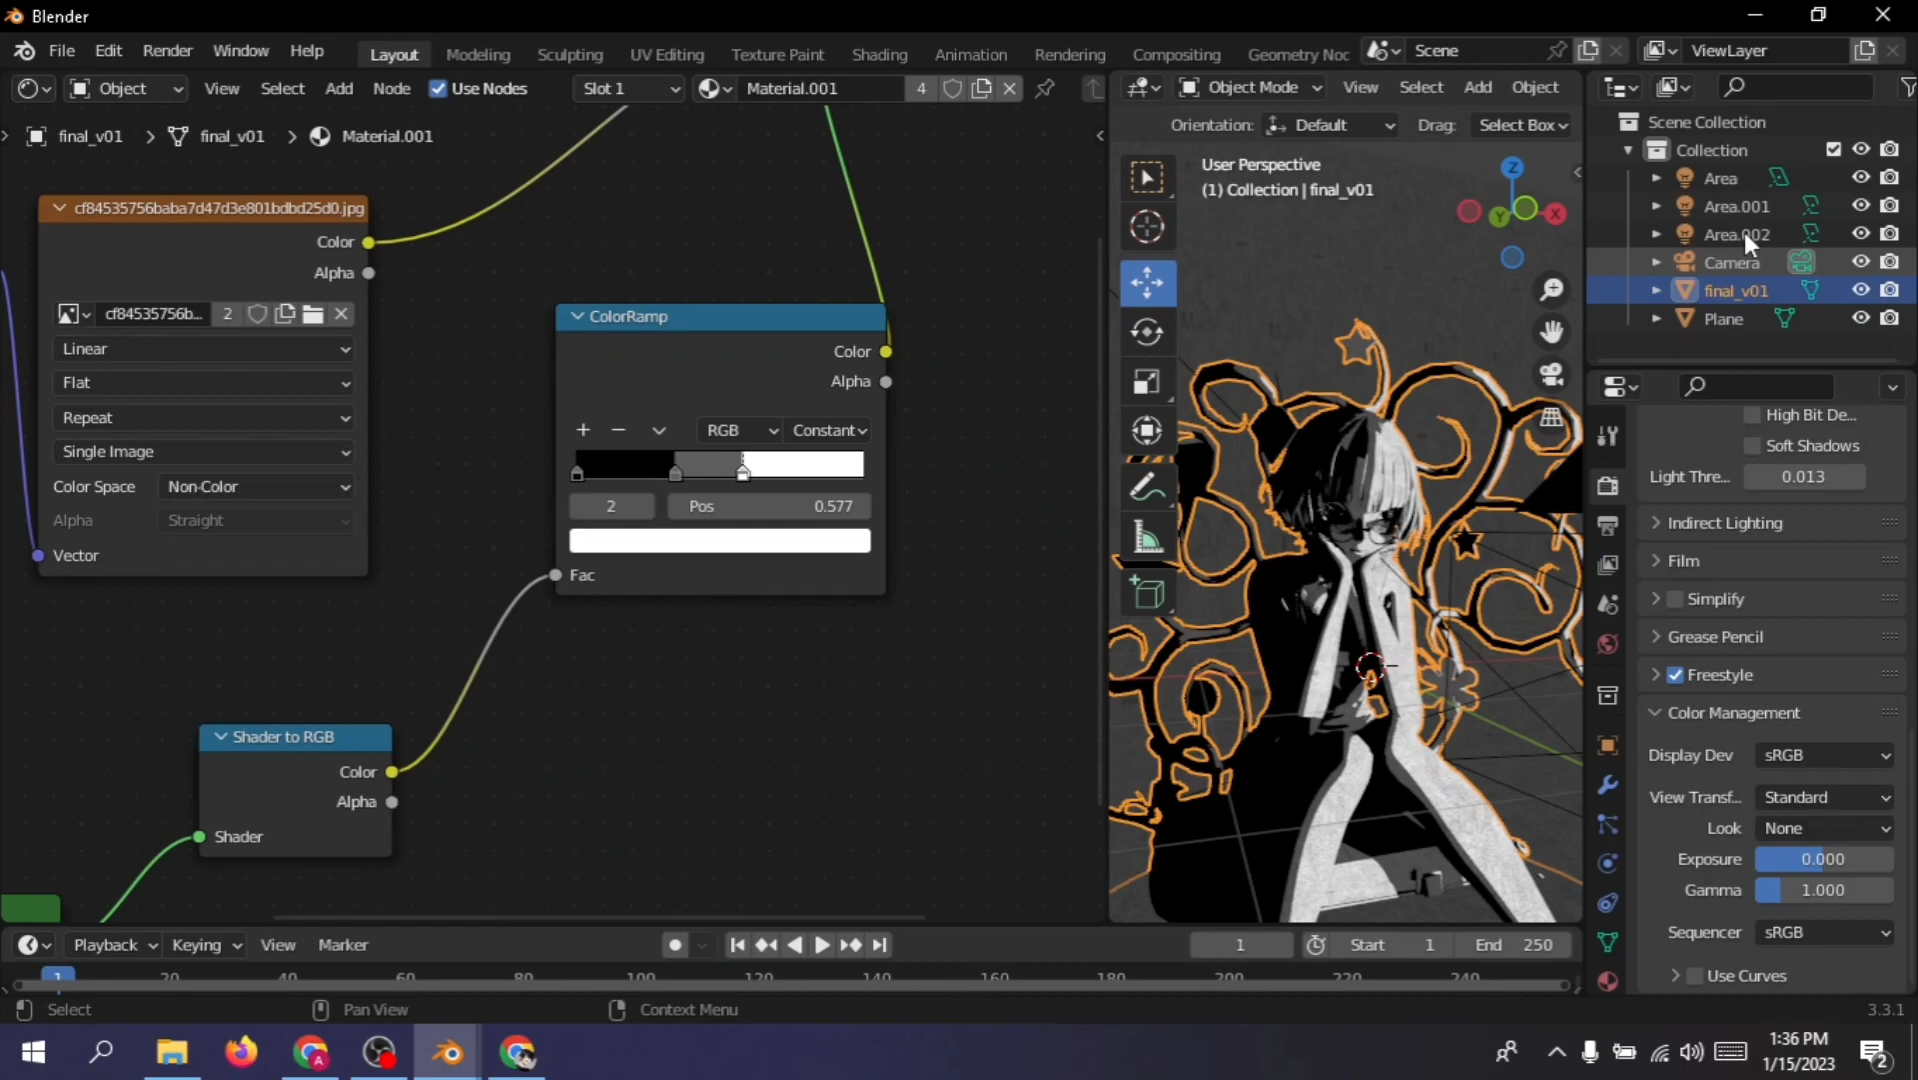 Blender
File Edit Render Window Help Layout Modeling Sculpting UV Editing Texture Paint Shading Animation Rendering Compositing Geometry Noc Scene ViewLayer
Object View Select Add Node Use Nodes Slot 1 Material.001 4
Object Mode View Select Add Object
final_v01 > final_v01 > Material.001
Orientation: Default Drag: Select Box
User Perspective
(1) Collection | final_v01
Z
Y
X
cf84535756baba7d47d3e801bdbd25d0.jpg
Color
Alpha
cf84535756b... 2
Linear
Flat
Repeat
Single Image
Color Space Non-Color
Alpha Straight
Vector
ColorRamp
Color
Alpha
+ − RGB Constant
2 Pos 0.577
Fac
Shader to RGB
Color
Alpha
Shader
Scene Collection
Collection
Area
Area.001
Area.002
Camera
final_v01
Plane
High Bit De...
Soft Shadows
Light Thre... 0.013
Indirect Lighting
Film
Simplify
Grease Pencil
Freestyle
Color Management
Display Dev sRGB
View Transf... Standard
Look None
Exposure 0.000
Gamma 1.000
Sequencer sRGB
Use Curves
Playback Keying View Marker 1 Start 1 End 250
1 20 40 60 80 100 120 140 160 180 200 220 240
Select Pan View Context Menu 3.3.1
A
1:36 PM
1/15/2023
2